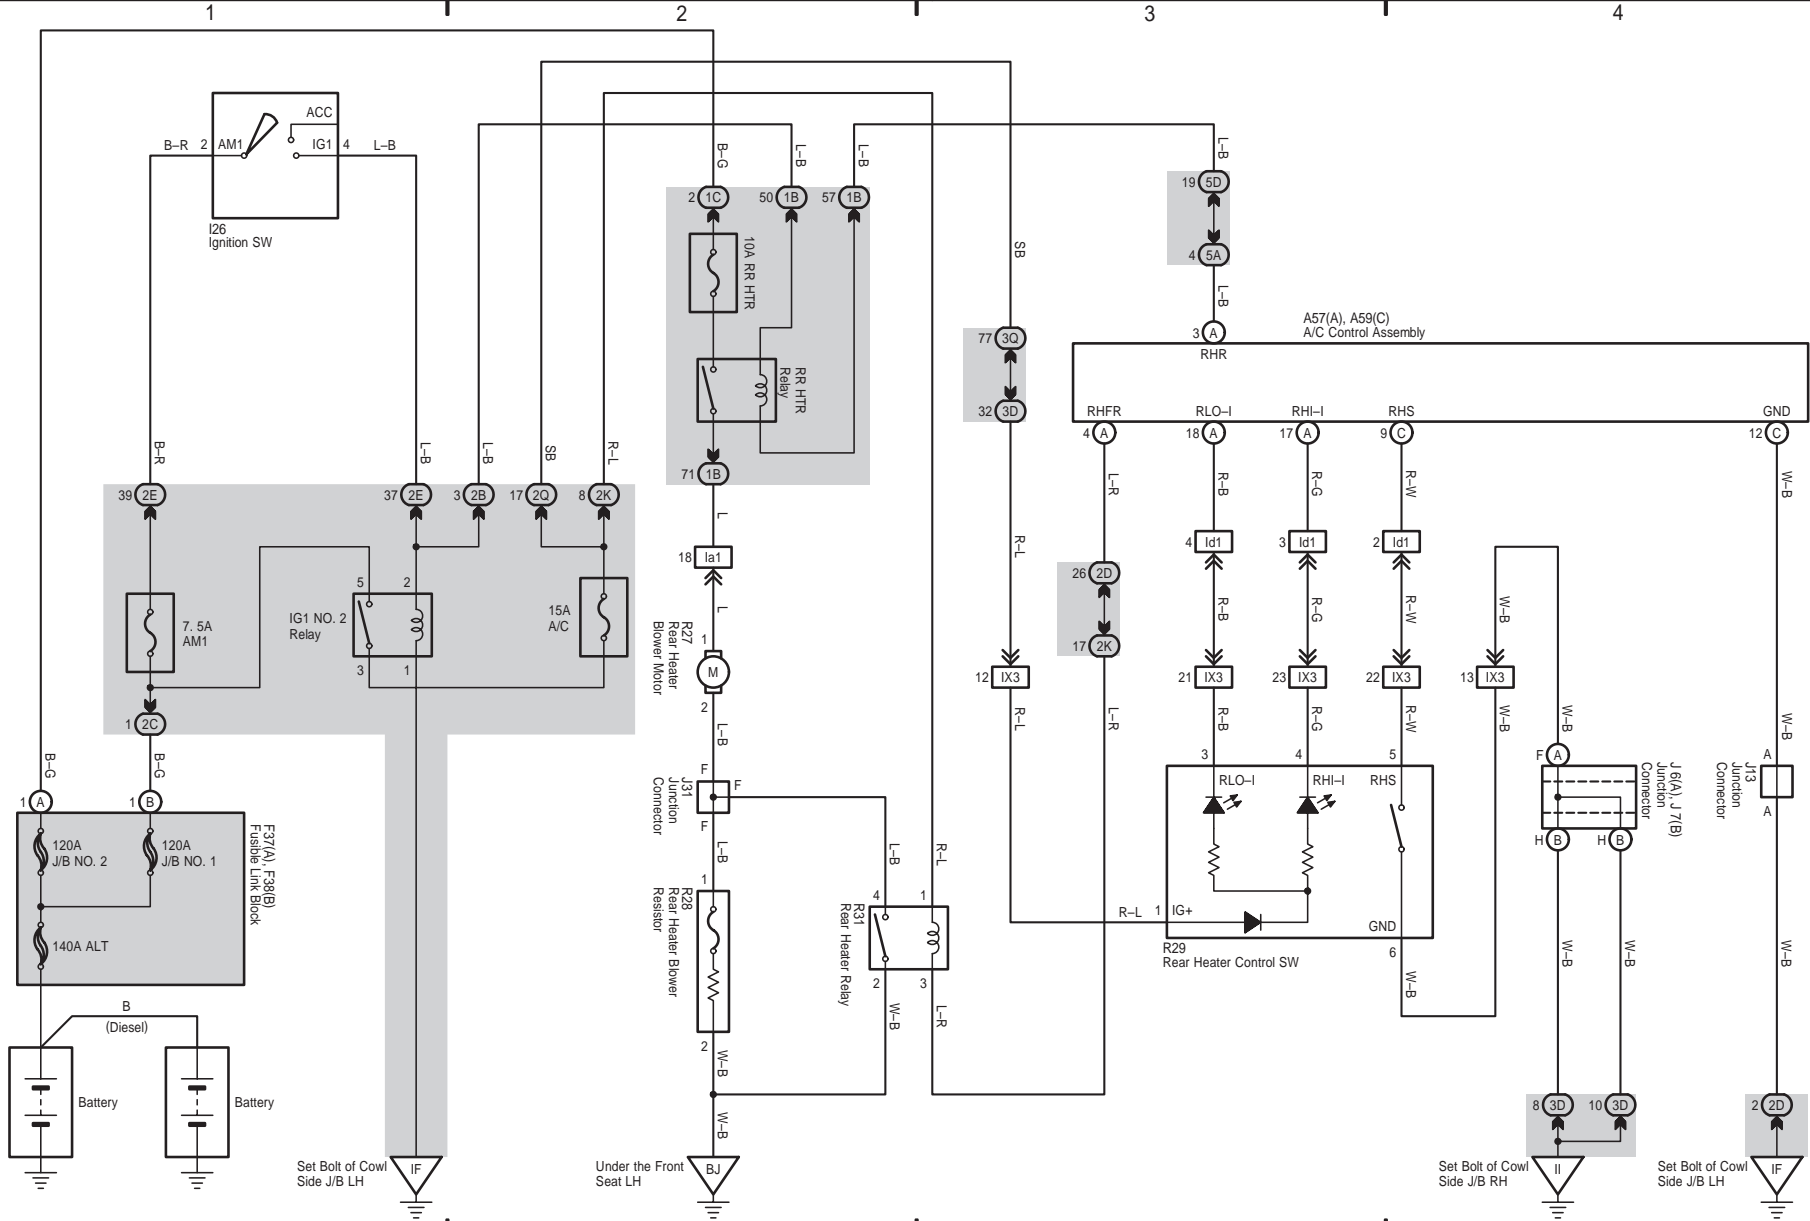 1 2 3 4
ACC
B–R 2 AM1 IG1 4 L–B
I26
Ignition SW
B–R L–B L–B SB R–L
39 2E 37 2E 3 2B 17 2Q 8 2K
7. 5A
AM1
IG1 NO. 2
Relay
5 2
3 1
15A
A/C
1 2C
B–G B–G
1 A 1 B
120A
J/B NO. 2
120A
J/B NO. 1
140A ALT
F37(A), F38(B)
Fusible Link Block
B
(Diesel)
Battery
Battery
Set Bolt of Cowl
Side J/B LH
IF
B–G L–B L–B
2 1C 50 1B 57 1B
10A RR HTR
RR HTR
Relay
71 1B
L
18 Ia1
L
1
R27
Rear Heater
Blower Motor
M
2
L–B
F
F
J31
Junction
Connector
F
L–B
1
R28
Rear Heater Blower
Resistor
2
W–B
W–B
Under the Front
Seat LH
BJ
L–B R–L
4 1
R31
Rear Heater Relay
2 3
W–B L–R
SB
77 3Q
32 3D
R–L
12 IX3
R–L
L–B
19 5D
4 5A
L–B
3 A
RHR
A57(A), A59(C)
A/C Control Assembly
RHFR RLO–I RHI–I RHS GND
4 A 18 A 17 A 9 C 12 C
L–R R–B R–G R–W W–B
26 2D
17 2K
L–R
4 Id1 3 Id1 2 Id1
R–B R–G R–W W–B
21 IX3 23 IX3 22 IX3 13 IX3
R–B R–G R–W W–B
3 4 5
RLO–I RHI–I RHS
R–L 1 IG+
GND
R29
Rear Heater Control SW
6
W–B
W–B
F A
J 6(A), J 7(B)
Junction
Connector
H B H B
W–B W–B
8 3D 10 3D
Set Bolt of Cowl
Side J/B RH
II
W–B
A
J13
Junction
Connector
A
W–B
2 2D
Set Bolt of Cowl
Side J/B LH
IF